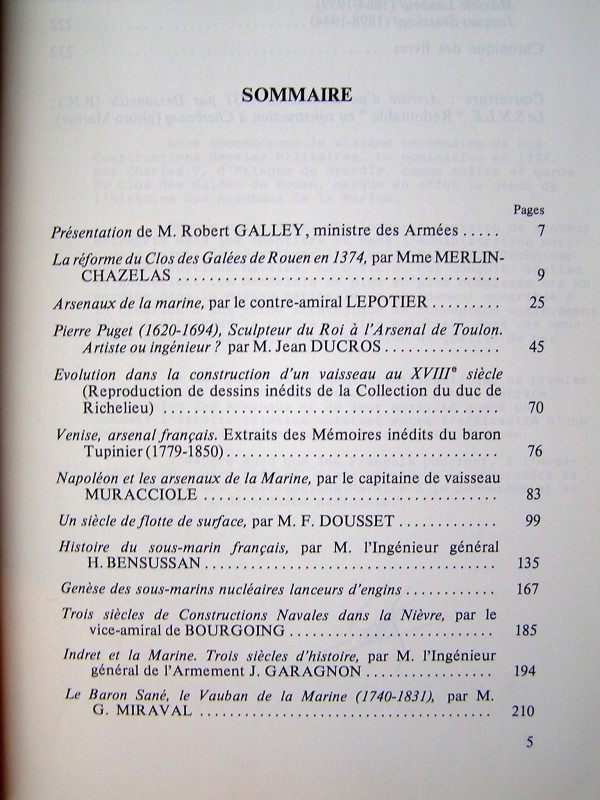 SOMMAIRE
Pages
Présentation de M. Robert GALLEY, ministre des Armées ..... 7
La réforme du Clos des Galées de Rouen en 1374, par Mme MERLIN-
CHAZELAS .............................. 9
Arsenaux de la marine, par le contre-amiral LEPOTIER ......... 25
Pierre Puget (1620-1694), Sculpteur du Roi à l'Arsenal de Toulon.
Artiste ou ingénieur ? par M. Jean DUCROS ............... 45
Evolution dans la construction d'un vaisseau au XVIIIe siècle
(Reproduction de dessins inédits de la Collection du duc de
Richelieu) ................................ 70
Venise, arsenal français. Extraits des Mémoires inédits du baron
Tupinier (1779-1850) ......................... 76
Napoléon et les arsenaux de la Marine, par le capitaine de vaisseau
MURACCIOLE ............................ 83
Un siècle de flotte de surface, par M. F. DOUSSET ............ 99
Histoire du sous-marin français, par M. l'Ingénieur général
H. BENSUSSAN ........................... 135
Genèse des sous-marins nucléaires lanceurs d'engins ............ 167
Trois siècles de Constructions Navales dans la Nièvre, par le
vice-amiral de BOURGOING ....................... 185
Indret et la Marine. Trois siècles d'histoire, par M. l'Ingénieur
général de l'Armement J. GARAGNON ................. 194
Le Baron Sané, le Vauban de la Marine (1740-1831), par M.
G. MIRAVAL ............................ 210
5